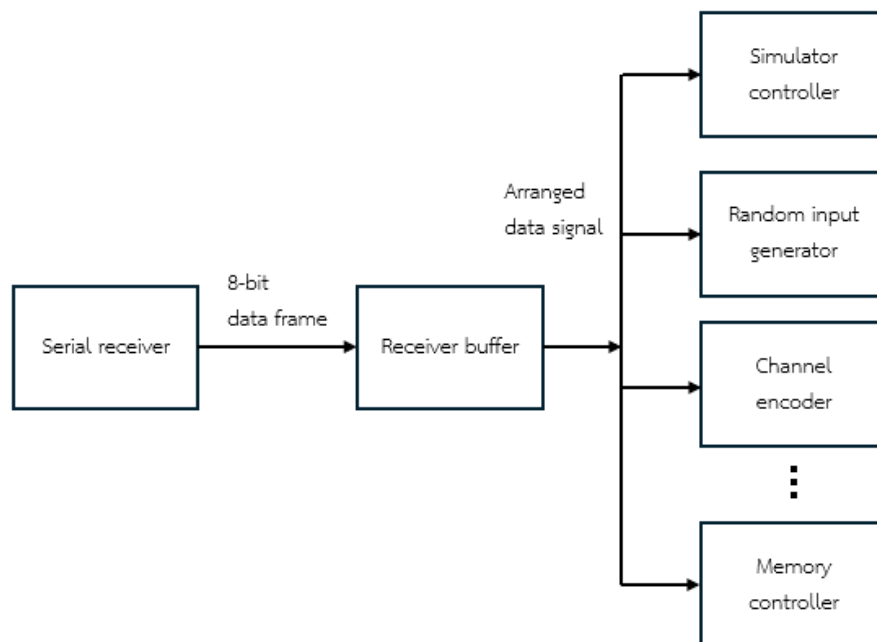 Simulator
controller
Arranged
data signal
Random input
generator
8-bit
data frame
Serial receiver
Receiver buffer
Channel
encoder
Memory
controller